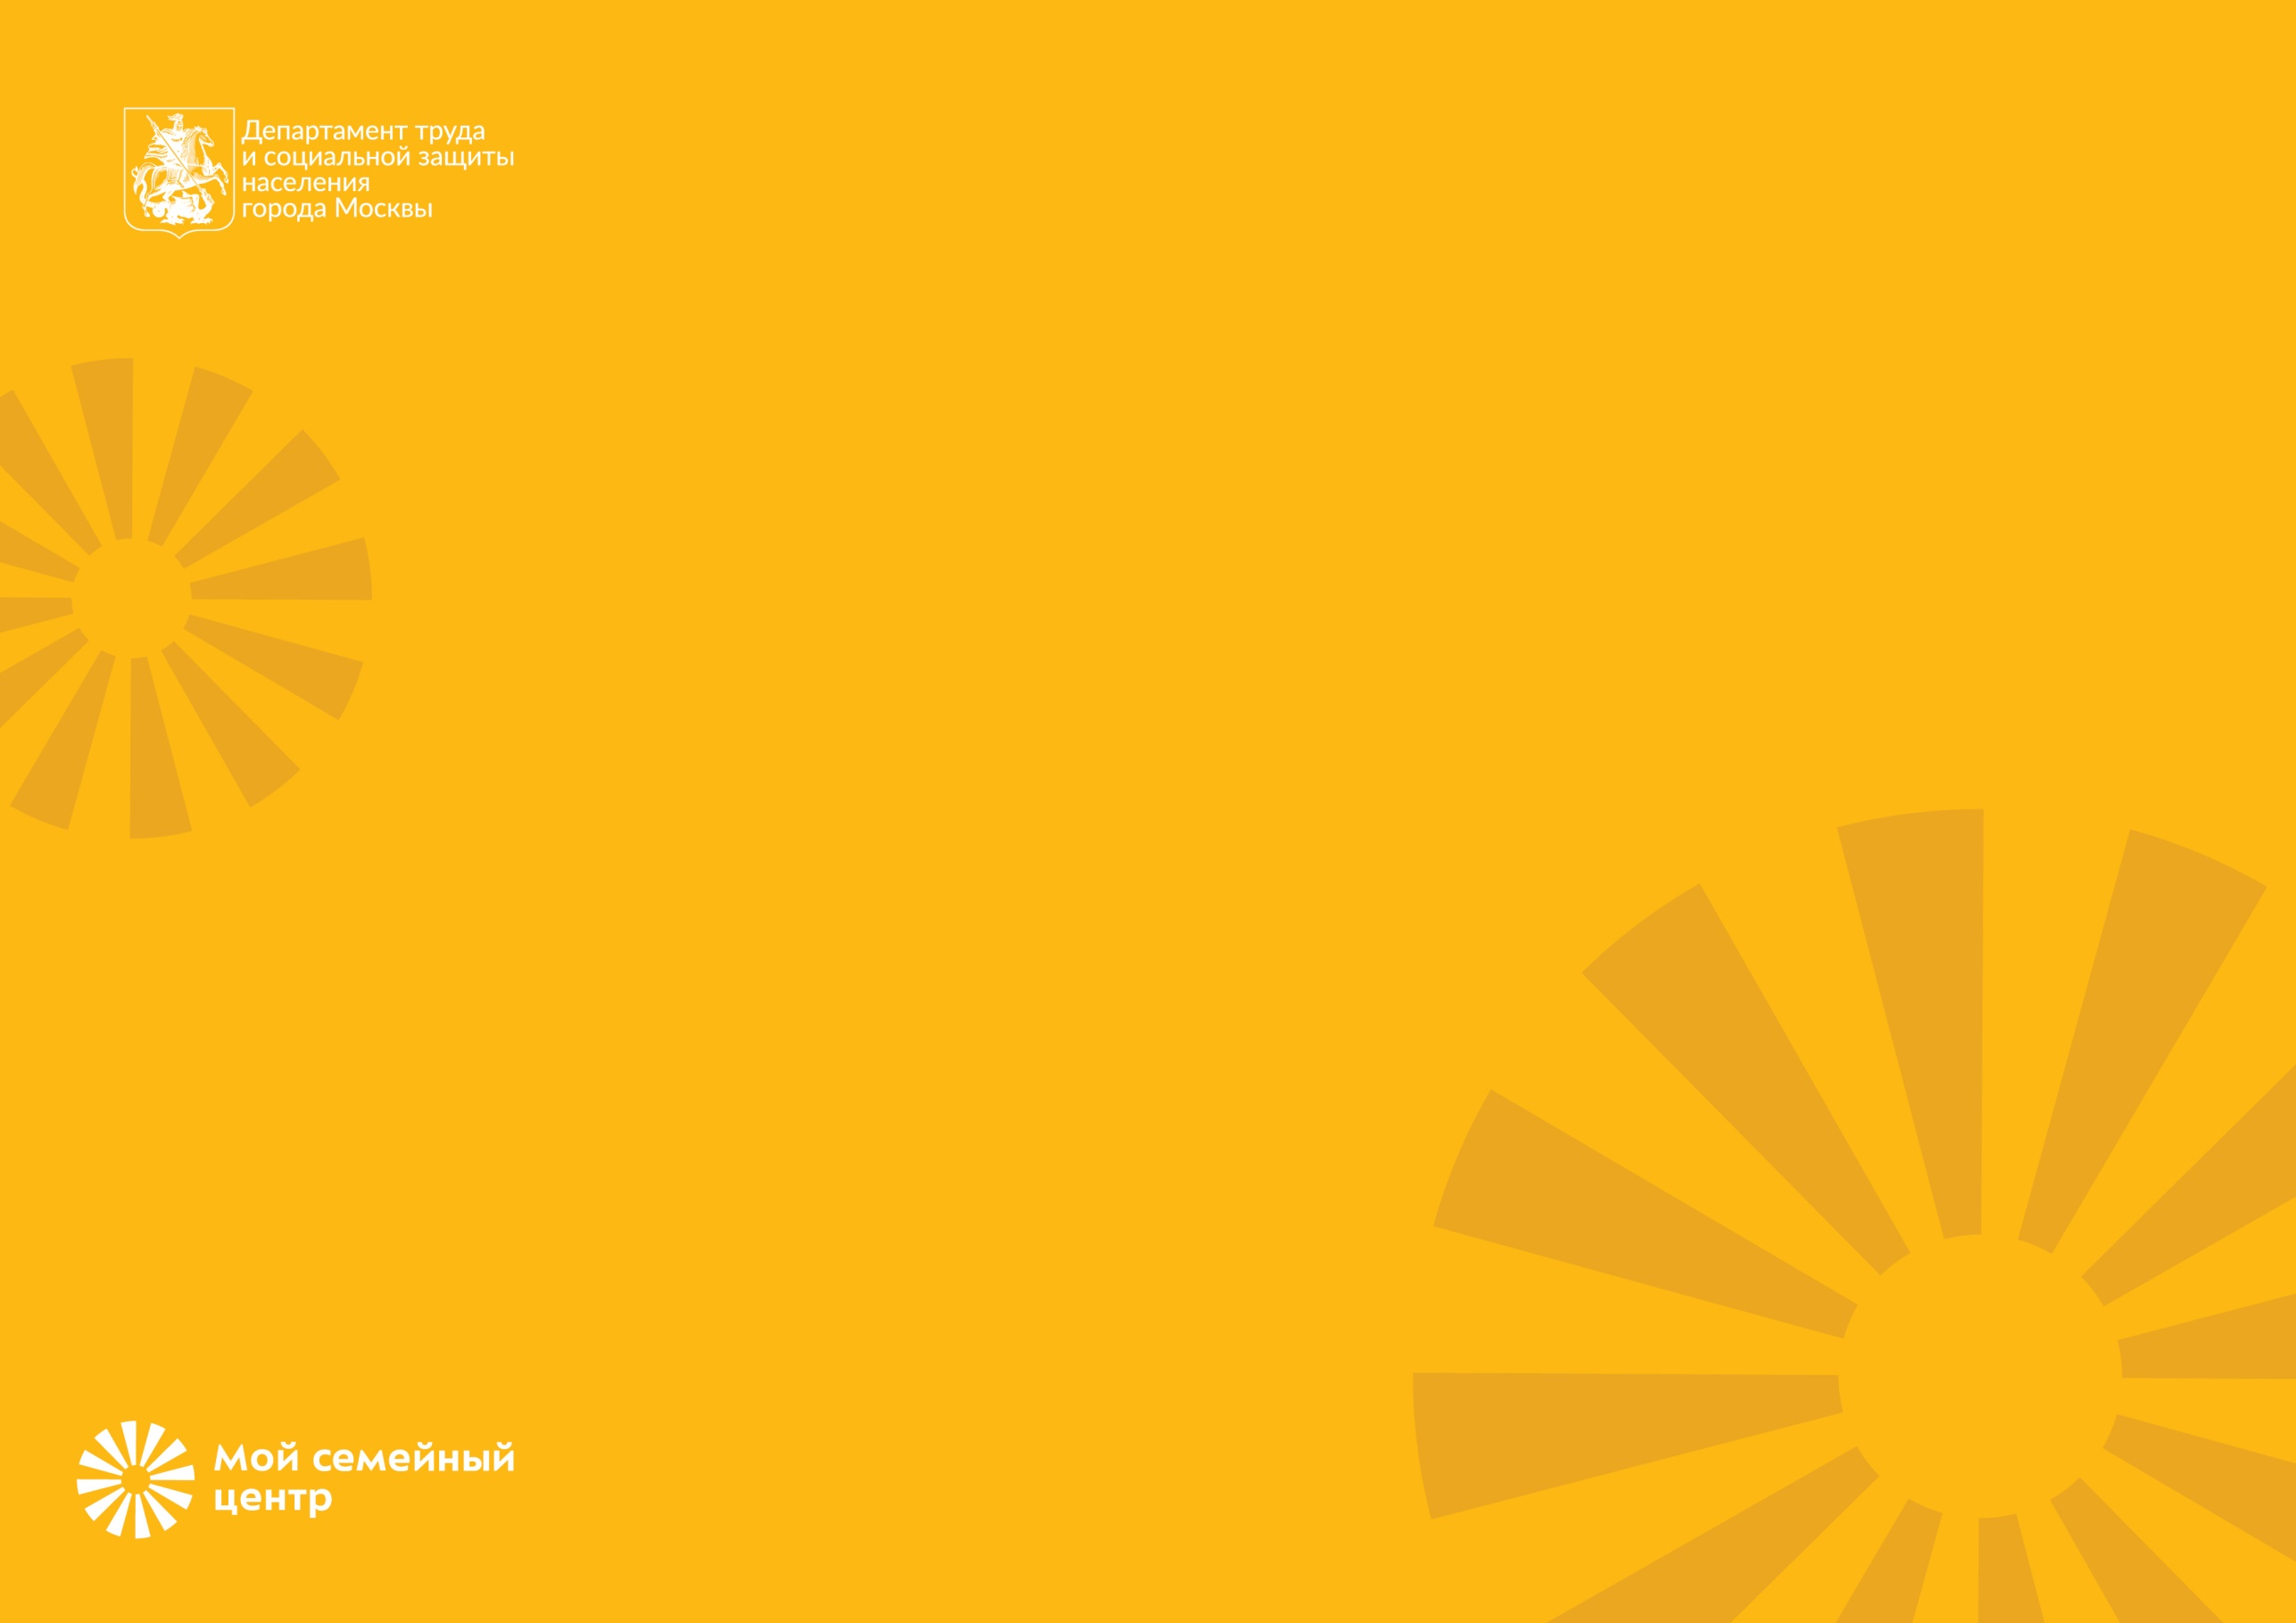 Департамент труда
и социальной защиты
населения
города Москвы
Мой семейный
центр